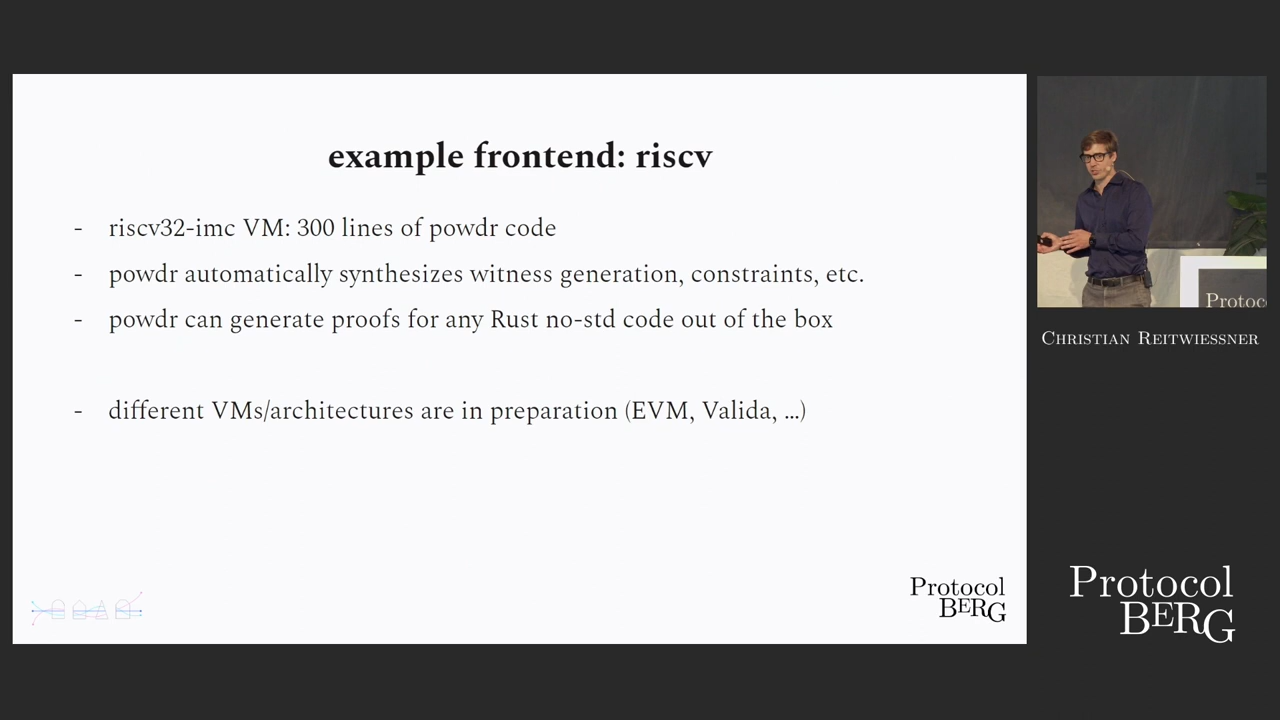 example frontend: riscv
- riscv32-imc VM: 300 lines of powdr code
- powdr automatically synthesizes witness generation, constraints, etc.
- powdr can generate proofs for any Rust no-std code out of the box
- different VMs/architectures are in preparation (EVM, Valida, ...)
Protocol
BERG
Protoc
Christian Reitwiessner
Protocol
BERG